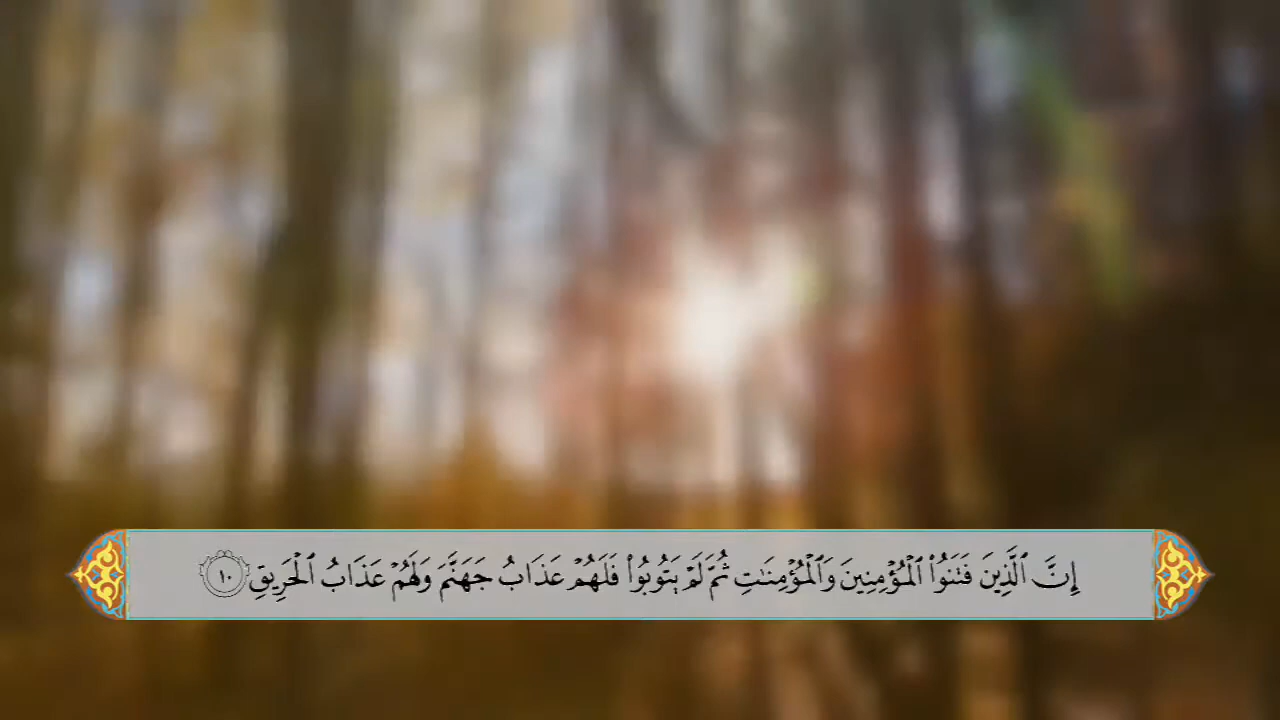 إِنَّ ٱلَّذِينَ فَتَنُوا۟ ٱلْمُؤْمِنِينَ وَٱلْمُؤْمِنَٰتِ ثُمَّ لَمْ يَتُوبُوا۟ فَلَهُمْ عَذَابُ جَهَنَّمَ وَلَهُمْ عَذَابُ ٱلْحَرِيقِ ١٠